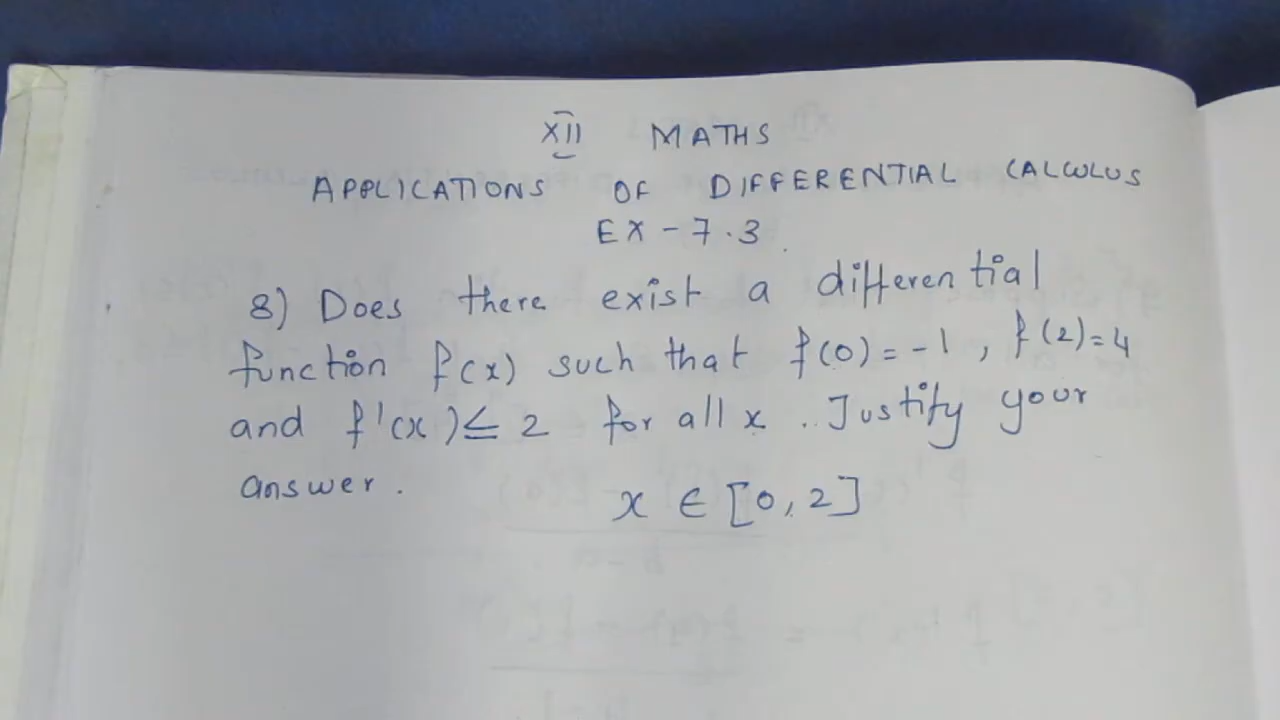 XII MATHS
APPLICATIONS OF DIFFERENTIAL CALCULUS
EX - 7.3
8) Does there exist a differential
function f(x) such that f(0) = -1, f(2)=4
and f'(x) ≤ 2 for all x .. Justify your
answer.
x ∈ [0, 2]